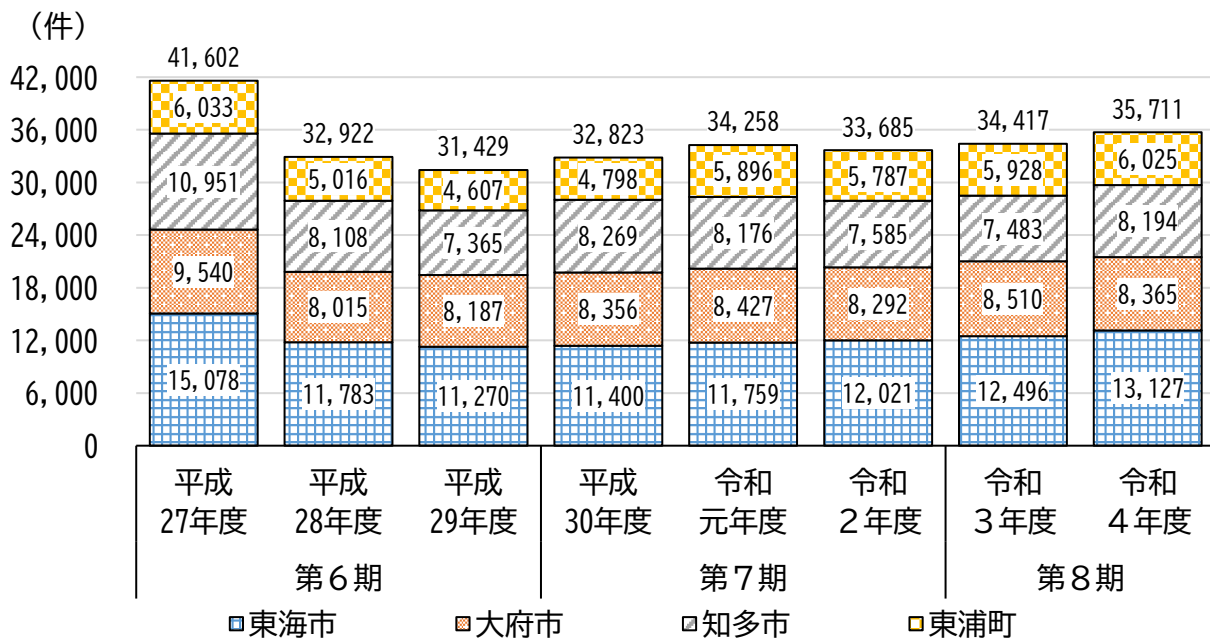 （件）
42,000
36,000
30,000
24,000
18,000
12,000
6,000
0
41,602
6,033
10,951
9,540
15,078
32,922
5,016
8,108
8,015
11,783
31,429
4,607
7,365
8,187
11,270
32,823
4,798
8,269
8,356
11,400
34,258
5,896
8,176
8,427
11,759
33,685
5,787
7,585
8,292
12,021
34,417
5,928
7,483
8,510
12,496
35,711
6,025
8,194
8,365
13,127
平成
27年度
平成
28年度
平成
29年度
平成
30年度
令和
元年度
令和
２年度
令和
３年度
令和
４年度
第６期
第７期
第８期
東海市
大府市
知多市
東浦町